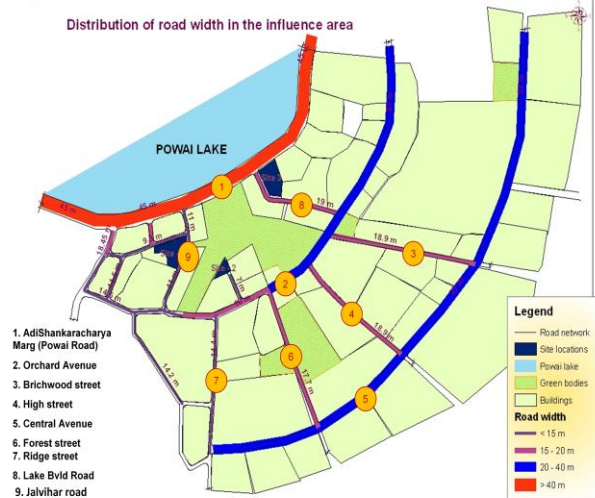 Distribution of road width in the influence area
45 m
POWAI LAKE
1
Site 3
8
19 m
45 m
45 m
11 m
18.45 m
9
18.9 m
3
2
7 m
4
18.9 m
14.2 m
6
17.7 m
7
5
1. AdiShankaracharya
Marg (Powai Road)
2. Orchard Avenue
3. Brichwood street
4. High street
5. Central Avenue
6. Forest street
7. Ridge street
8. Lake Bvld Road
9. Jalvihar road
Legend
Road network
Site locations
Powai lake
Green bodies
Buildings
Road width
< 15 m
15 - 20 m
20 - 40 m
> 40 m